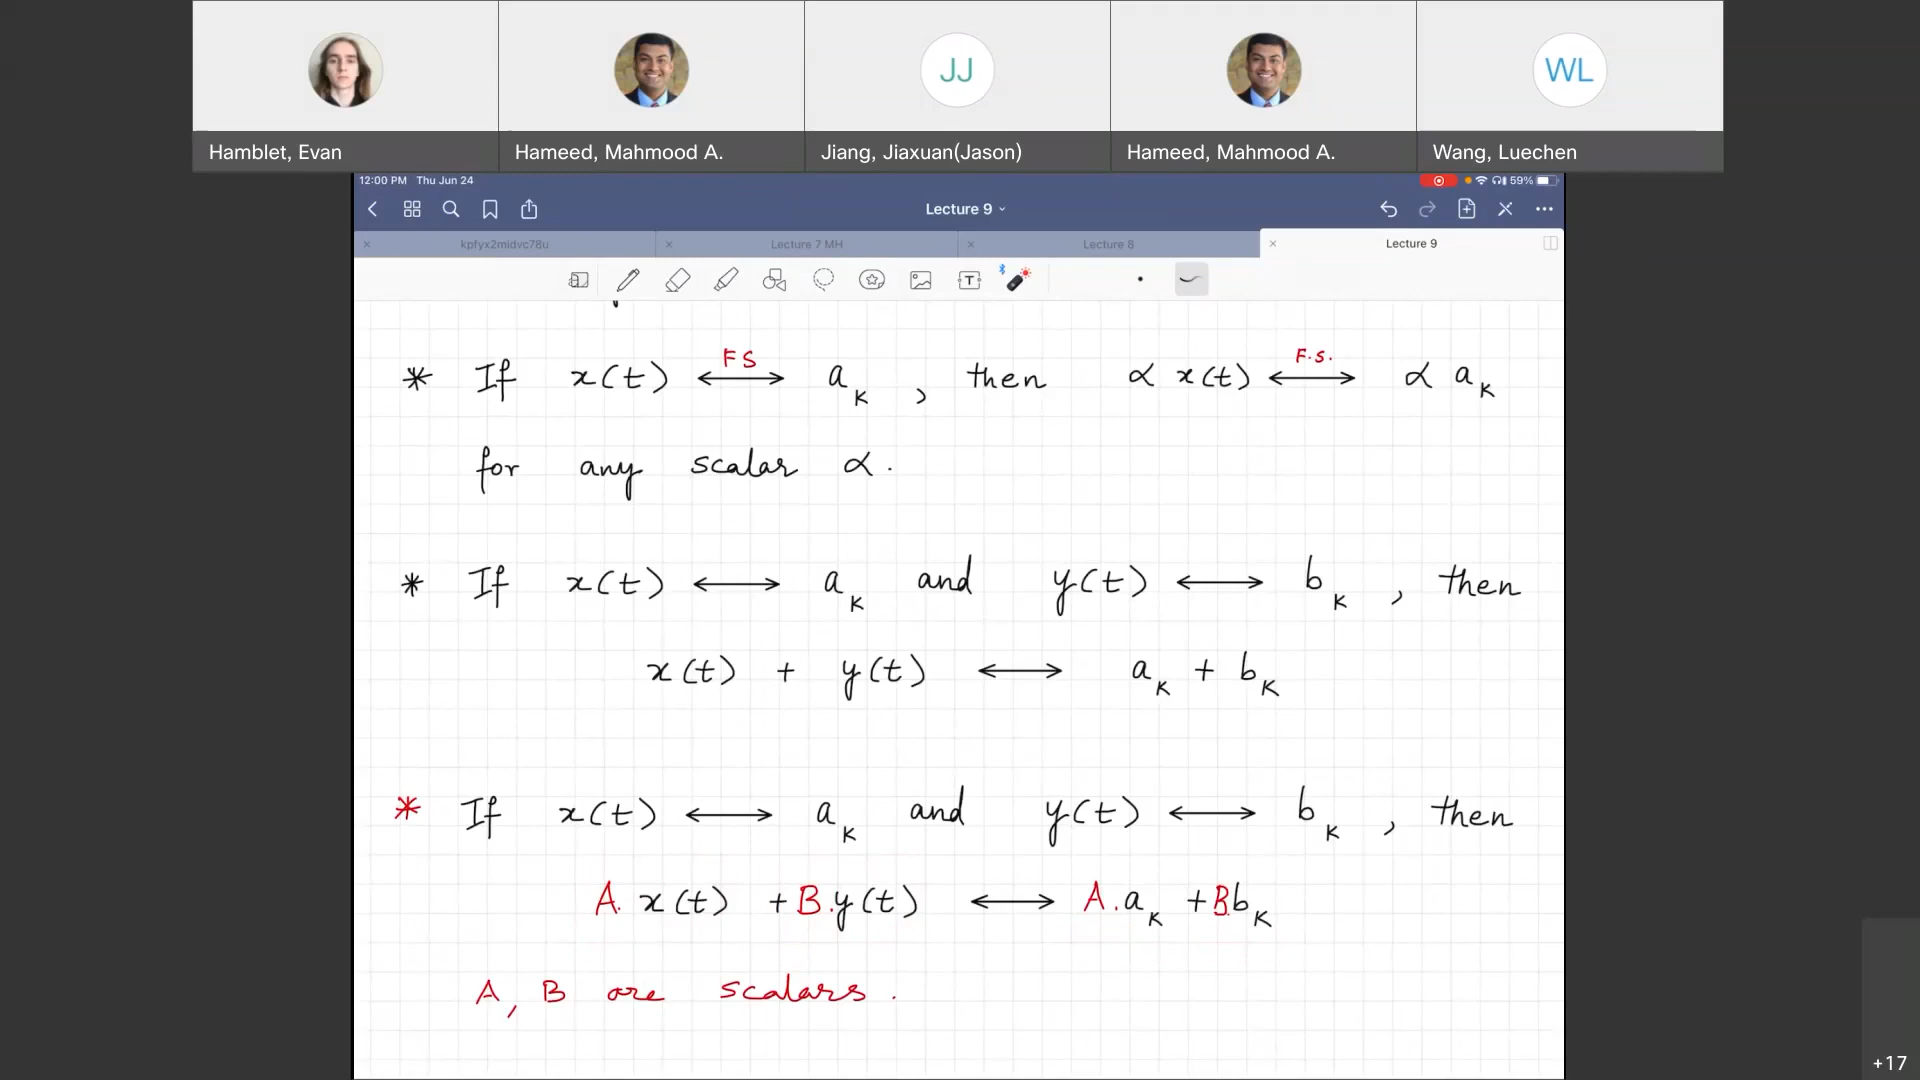 JJ
WL
Hamblet, Evan
Hameed, Mahmood A.
Jiang, Jiaxuan(Jason)
Hameed, Mahmood A.
Wang, Luechen
12:00 PM Thu Jun 24
59%
Lecture 9
kpfyx2midvc78u
Lecture 7 MH
Lecture 8
Lecture 9
T
* If x(t) ⟷ FS a_K , then α x(t) ⟷ F.S. α a_K
for any scalar α.
* If x(t) ⟷ a_K and y(t) ⟷ b_K , then
x(t) + y(t) ⟷ a_K + b_K
* If x(t) ⟷ a_K and y(t) ⟷ b_K , then
A. x(t) + B. y(t) ⟷ A. a_K + B. b_K
A, B are scalars .
+17